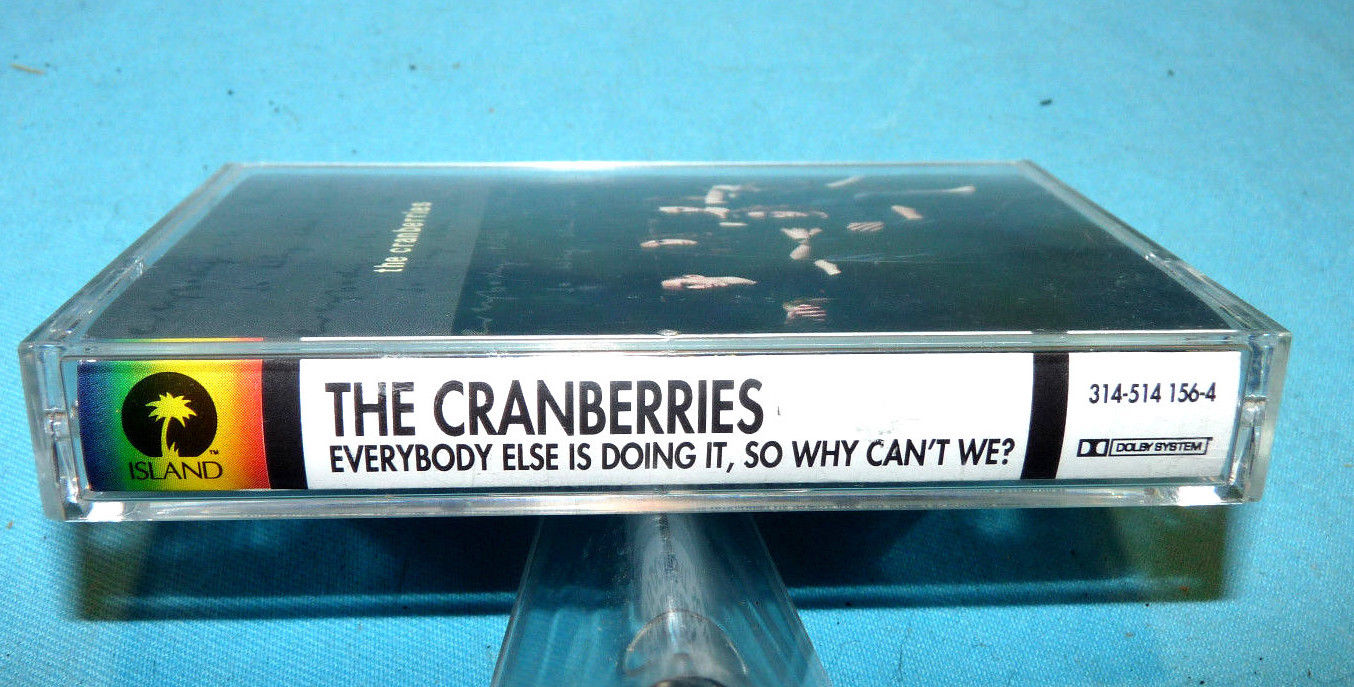 the cranberries
THE CRANBERRIES
EVERYBODY ELSE IS DOING IT, SO WHY CAN'T WE?
ISLAND
TM
314-514 156-4
DOLBY SYSTEM